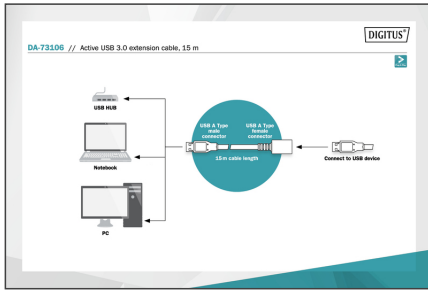 DIGITUS®
DA-73106 // Active USB 3.0 extension cable, 15 m
USB HUB
USB A Type
male
connector
USB A Type
female
connector
15 m cable length
Notebook
Connect to USB device
PC